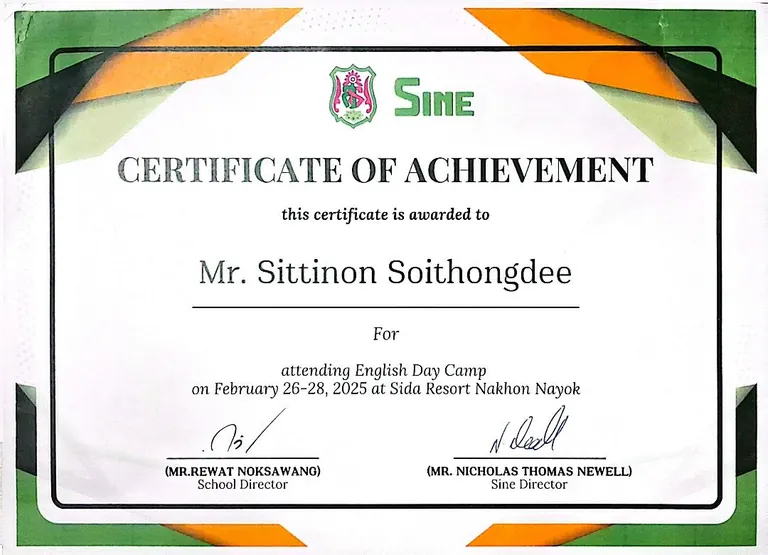 SINE
CERTIFICATE OF ACHIEVEMENT
this certificate is awarded to
Mr. Sittinon Soithongdee
For
attending English Day Camp
on February 26-28, 2025 at Sida Resort Nakhon Nayok
N. Newell
(MR.REWAT NOKSAWANG) (MR. NICHOLAS THOMAS NEWELL)
School Director Sine Director